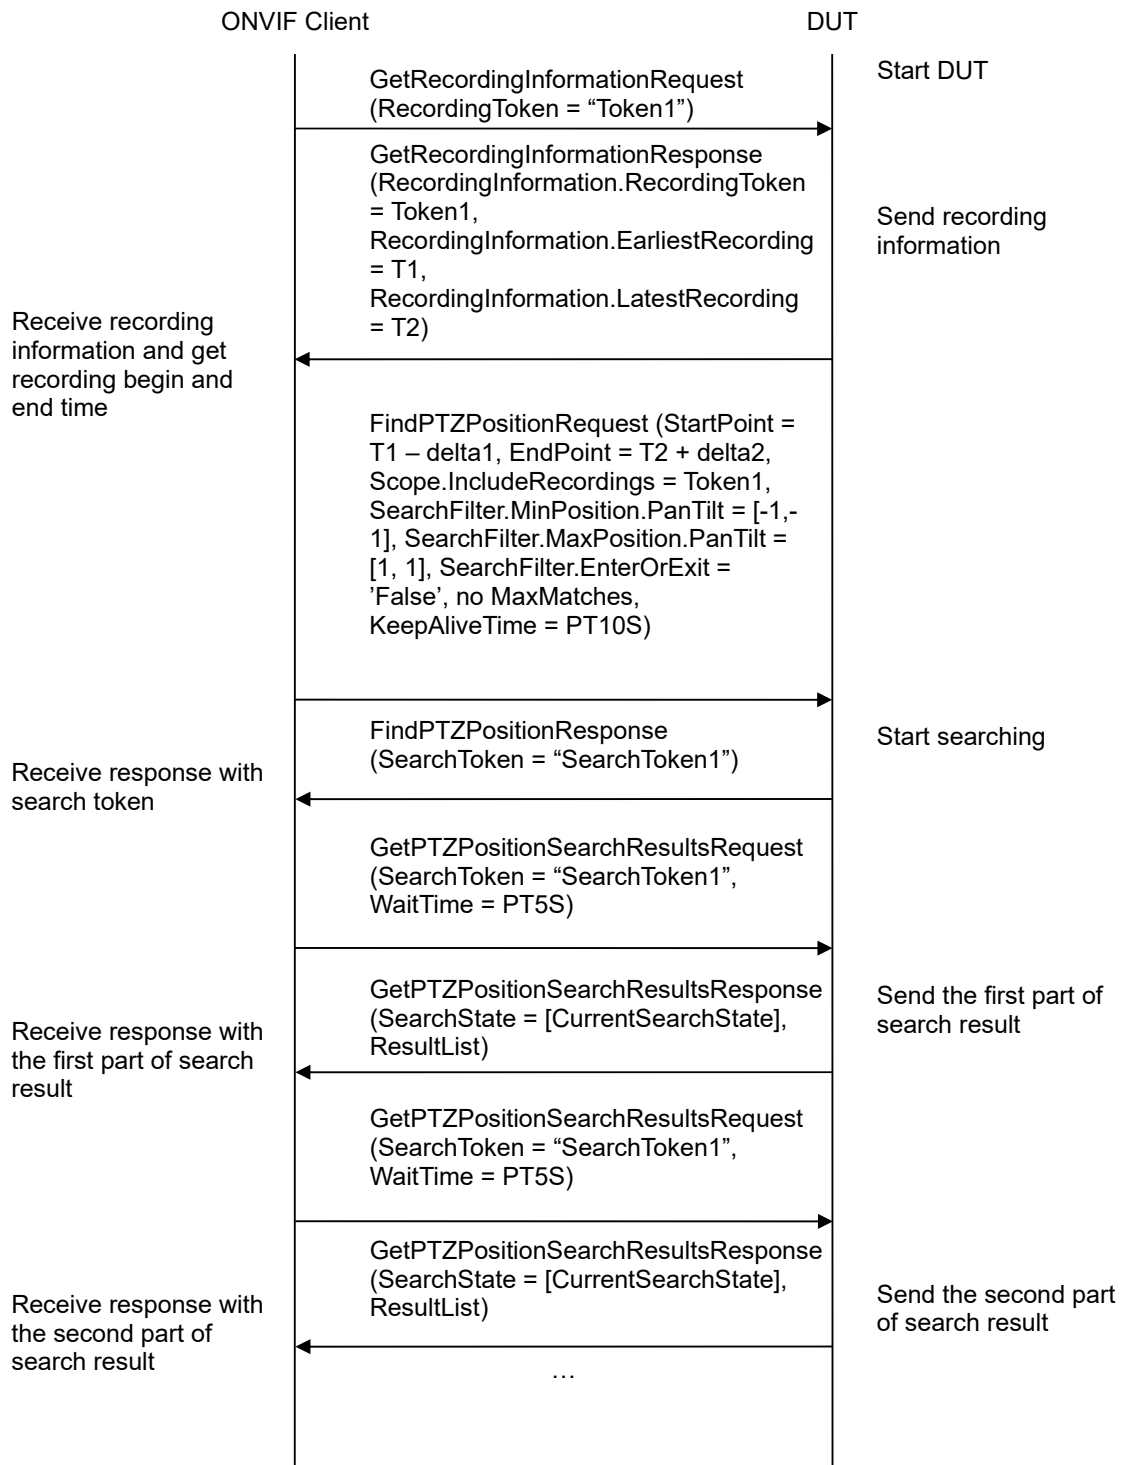 ONVIF Client
DUT
Start DUT
GetRecordingInformationRequest
(RecordingToken = “Token1”)
GetRecordingInformationResponse
(RecordingInformation.RecordingToken
= Token1,
RecordingInformation.EarliestRecording
= T1,
RecordingInformation.LatestRecording
= T2)
Send recording
information
Receive recording
information and get
recording begin and
end time
FindPTZPositionRequest (StartPoint =
T1 – delta1, EndPoint = T2 + delta2,
Scope.IncludeRecordings = Token1,
SearchFilter.MinPosition.PanTilt = [-1,-
1], SearchFilter.MaxPosition.PanTilt =
[1, 1], SearchFilter.EnterOrExit =
’False’, no MaxMatches,
KeepAliveTime = PT10S)
FindPTZPositionResponse
(SearchToken = “SearchToken1”)
Start searching
Receive response with
search token
GetPTZPositionSearchResultsRequest
(SearchToken = “SearchToken1”,
WaitTime = PT5S)
GetPTZPositionSearchResultsResponse
(SearchState = [CurrentSearchState],
ResultList)
Send the first part of
search result
Receive response with
the first part of search
result
GetPTZPositionSearchResultsRequest
(SearchToken = “SearchToken1”,
WaitTime = PT5S)
GetPTZPositionSearchResultsResponse
(SearchState = [CurrentSearchState],
ResultList)
Send the second part
of search result
Receive response with
the second part of
search result
…